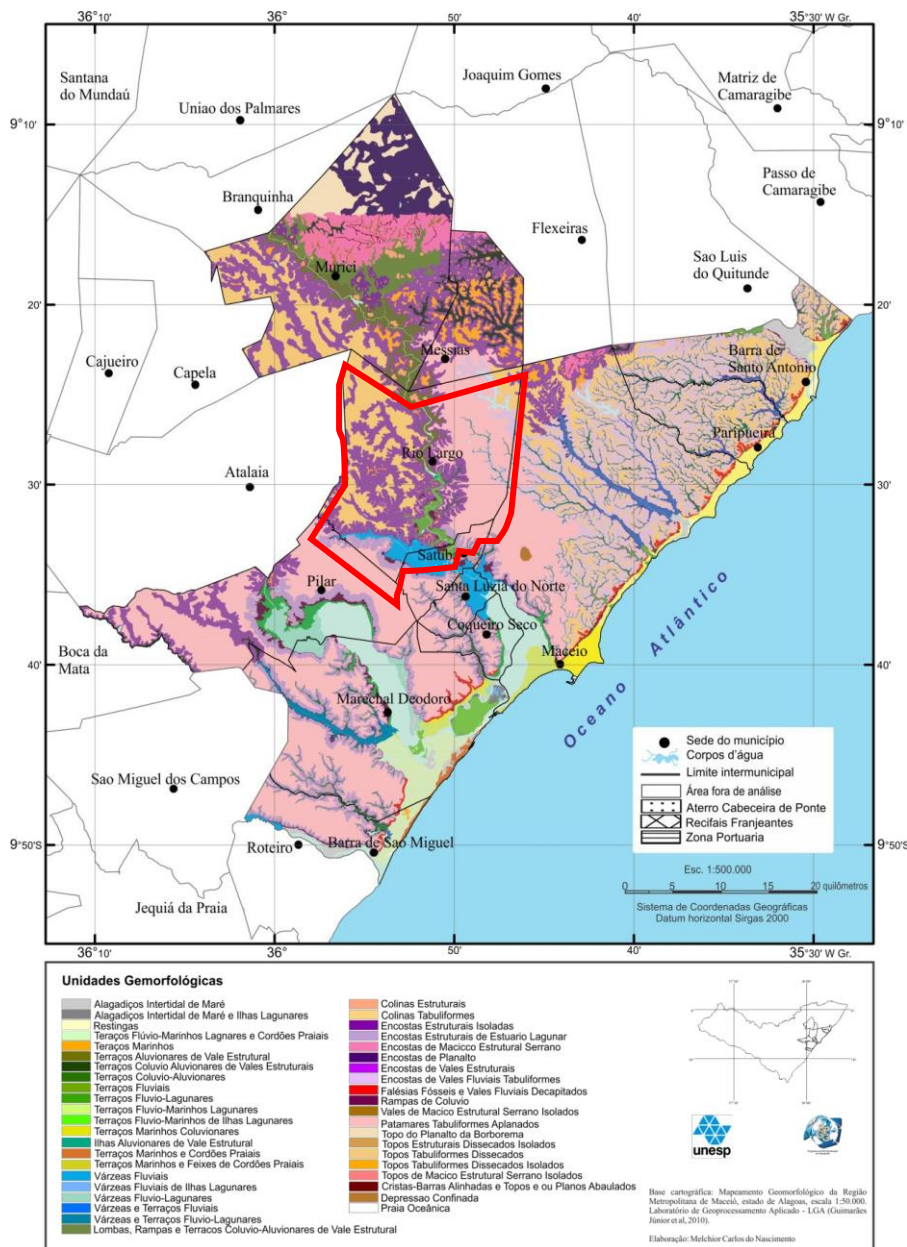 36° 10'
50'
40'
35° 30' W Gr.
Santana
do Mundaú
Joaquim Gomes
Matriz de
Camaragibe
Uniao dos Palmares
9° 10'
9° 10'
Passo de
Camaragibe
Branquinha
Flexeiras
Sao Luis
do Quitunde
Murici
20'
20'
Messias
Barra de
Santo Antonio
Cajueiro
Capela
Paripueira
Rio Largo
Atalaia
30'
30'
Satuba
Pilar
Santa Luzia do Norte
Coqueiro Seco
Boca da
Mata
Maceio
40'
40'
Oceano Atlântico
Marechal Deodoro
Sede do município
Corpos d'água
Limite intermunicipal
Área fora de análise
Aterro Cabeceira de Ponte
Recifais Franjeantes
Zona Portuaria
Sao Miguel dos Campos
9° 50'S
Roteiro
Barra de Sao Miguel
9° 50'S
Esc. 1:500.000
0 5 10 15 20 quilômetros
Sistema de Coordenadas Geográficas
Datum horizontal Sirgas 2000
Jequiá da Praia
36° 10'
50'
40'
35° 30' W Gr.
Unidades Gemorfológicas
Alagadiços Intertidal de Maré
Alagadiços Intertidal de Maré e Ilhas Lagunares
Restingas
Teraços Flúvio-Marinhos Lagnares e Cordões Praiais
Teraços Marinhos
Terraços Aluvionares de Vale Estrutural
Terraços Coluvio Aluvionares de Vales Estruturais
Terraços Coluvio-Aluvionares
Terraços Fluviais
Terraços Fluvio-Lagunares
Terraços Fluvio-Marinhos Lagunares
Terraços Fluvio-Marinhos de Ilhas Lagunares
Terraços Marinhos Coluvionares
Ilhas Aluvionares de Vale Estrutural
Terraços Marinhos e Cordões Praiais
Terraços Marinhos e Feixes de Cordões Praiais
Várzeas Fluviais
Várzeas Fluviais de Ilhas Lagunares
Várzeas Fluvio-Lagunares
Várzeas e Terraços Fluviais
Várzeas e Terraços Fluvio-Lagunares
Lombas, Rampas e Terracos Coluvio-Aluvionares de Vale Estrutural
Colinas Estruturais
Colinas Tabuliformes
Encostas Estruturais Isoladas
Encostas Estruturais de Estuario Lagunar
Encostas de Macicco Estrutural Serrano
Encostas de Planalto
Encostas de Vales Estruturais
Encostas de Vales Fluviais Tabuliformes
Falésias Fósseis e Vales Fluviais Decapitados
Rampas de Coluvio
Vales de Macico Estrutural Serrano Isolados
Patamares Tabuliformes Aplanados
Topo do Planalto da Borborema
Topos Estruturais Dissecados Isolados
Topos Tabuliformes Dissecados
Topos Tabuliformes Dissecados Isolados
Topos de Macico Estrutural Serrano Isolados
Cristas-Barras Alinhadas e Topos e ou Planos Abaulados
Depressao Confinada
Praia Oceânica
unesp
Base cartográfica: Mapeamento Geomorfológico da Região
Metropolitana de Maceió, estado de Alagoas, escala 1:50.000.
Laboratório de Geoprocessamento Aplicado - LGA (Guimarães
Júnior et al, 2010).
Elaboração: Melchior Carlos do Nascimento